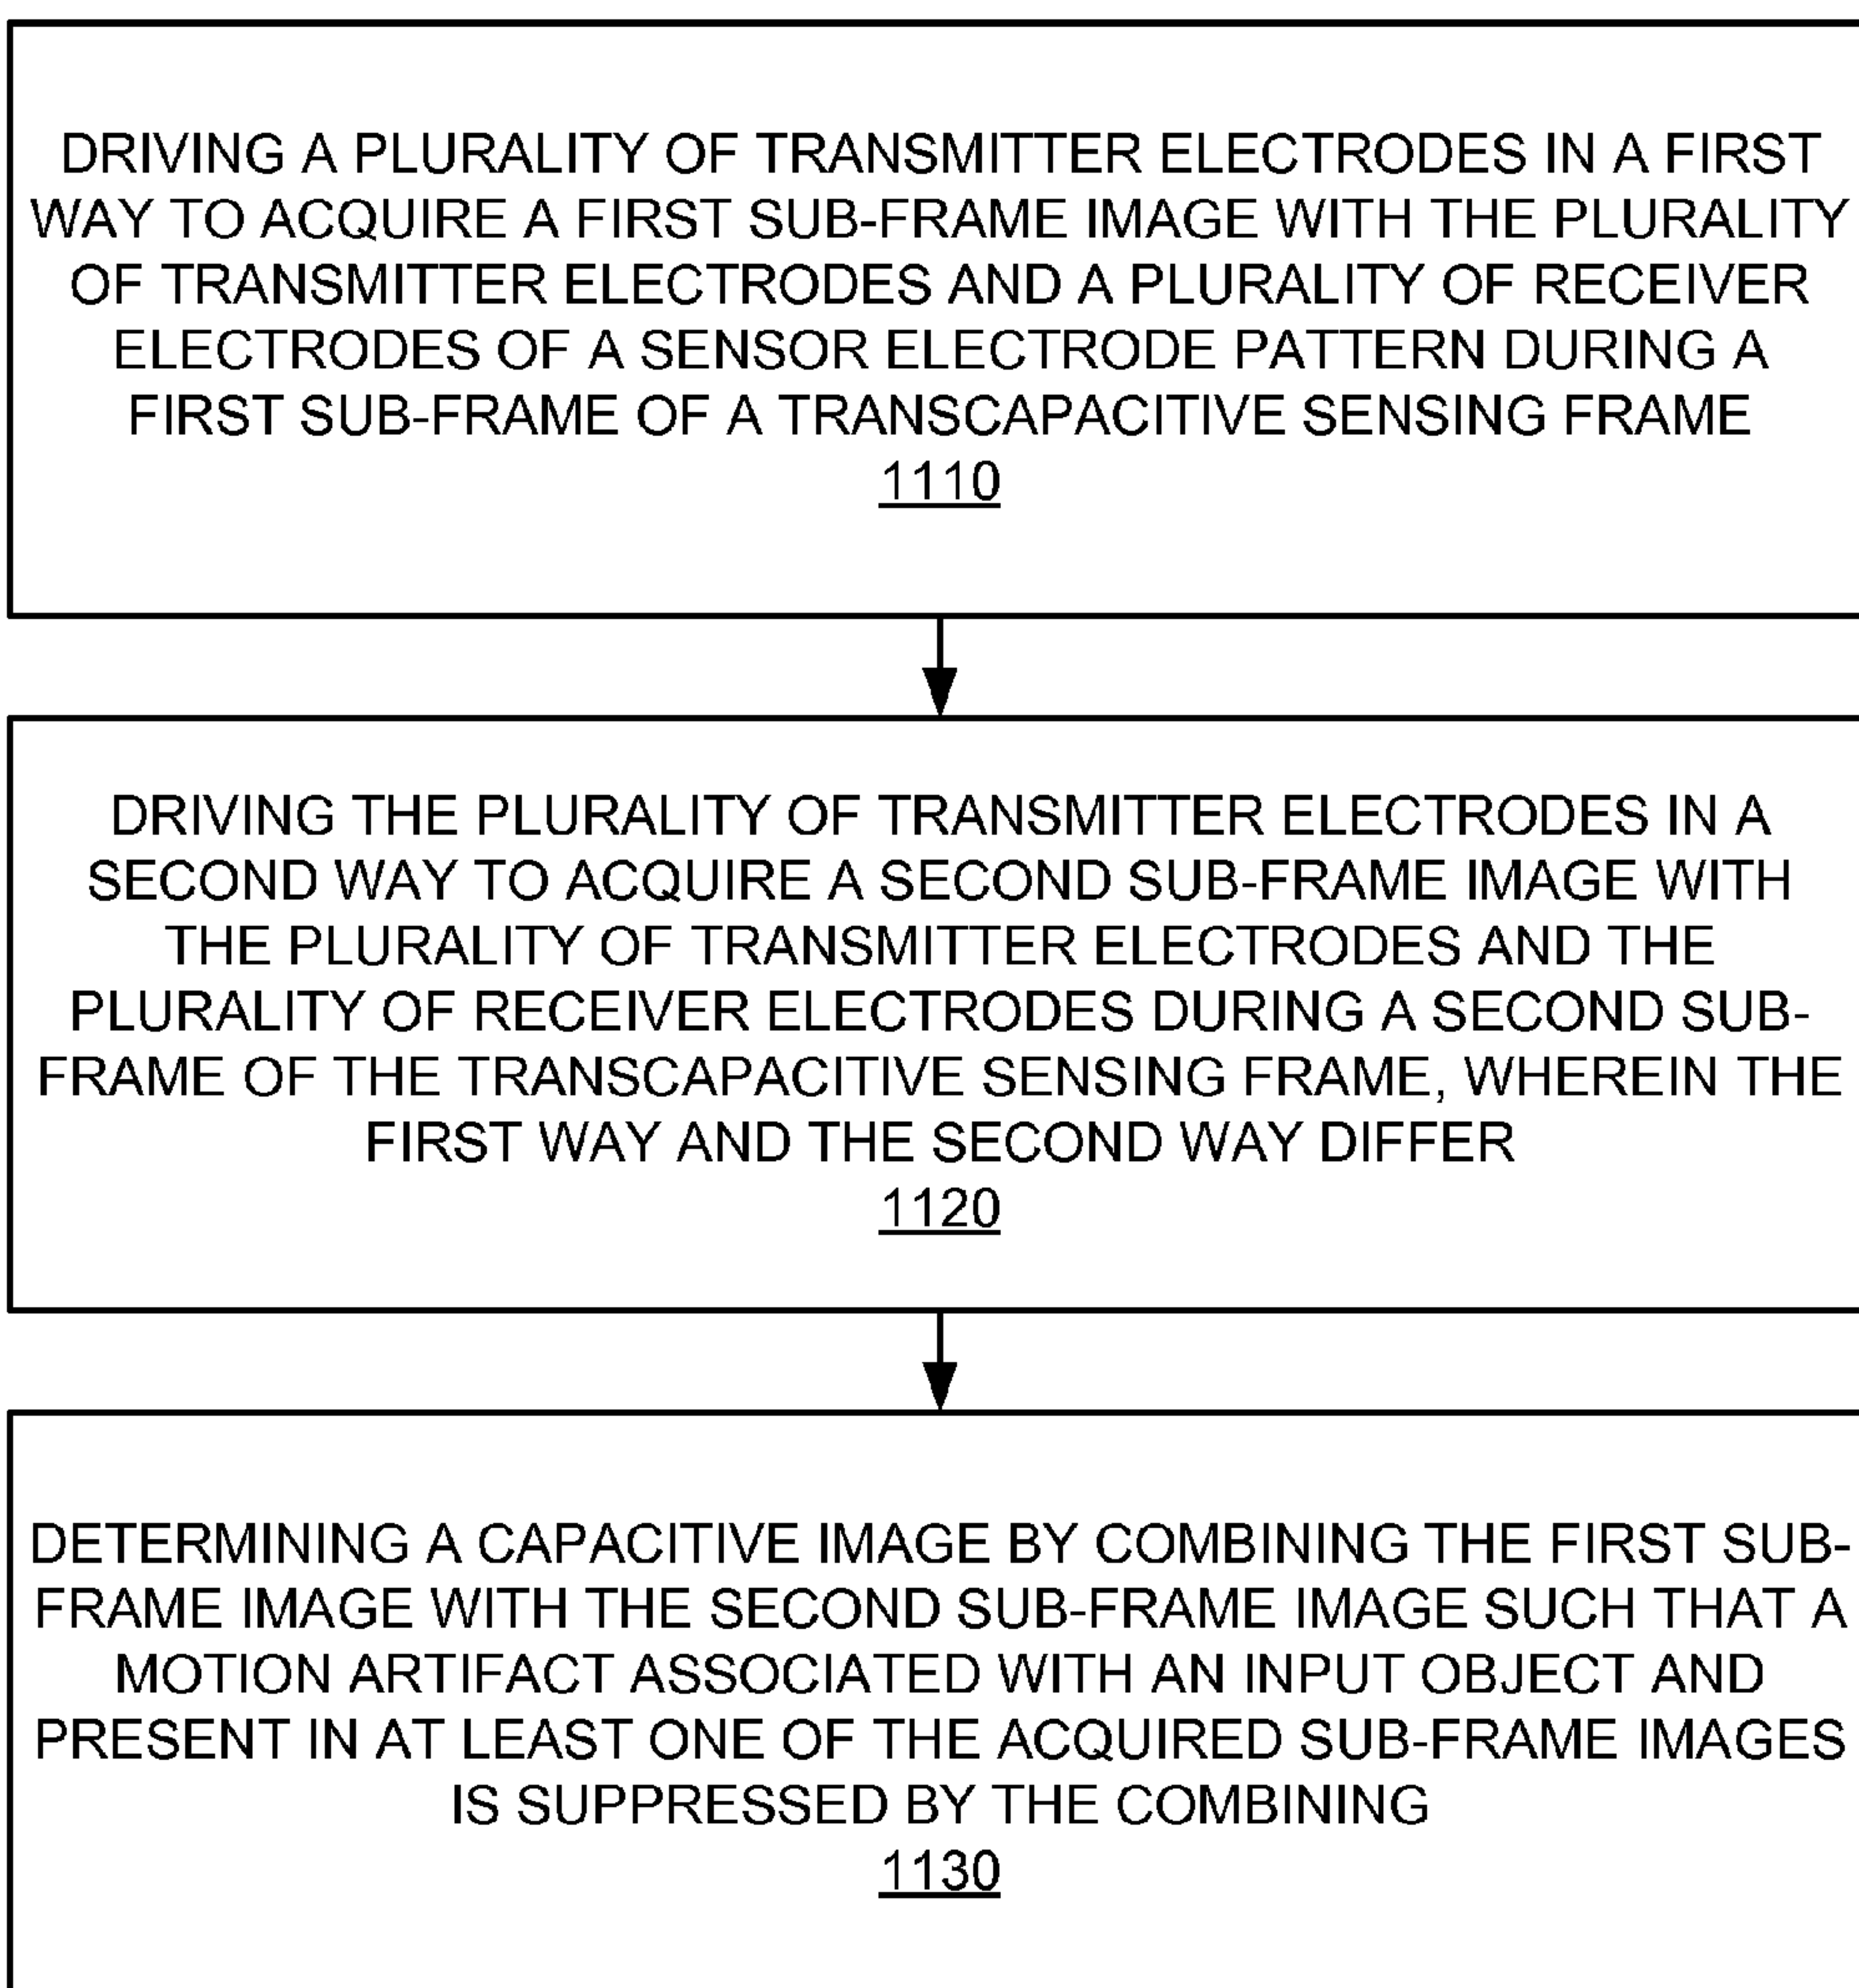 DRIVING A PLURALITY OF TRANSMITTER ELECTRODES IN A FIRST
WAY TO ACQUIRE A FIRST SUB-FRAME IMAGE WITH THE PLURALITY
OF TRANSMITTER ELECTRODES AND A PLURALITY OF RECEIVER
ELECTRODES OF A SENSOR ELECTRODE PATTERN DURING A
FIRST SUB-FRAME OF A TRANSCAPACITIVE SENSING FRAME
1110
DRIVING THE PLURALITY OF TRANSMITTER ELECTRODES IN A
SECOND WAY TO ACQUIRE A SECOND SUB-FRAME IMAGE WITH
THE PLURALITY OF TRANSMITTER ELECTRODES AND THE
PLURALITY OF RECEIVER ELECTRODES DURING A SECOND SUB-
FRAME OF THE TRANSCAPACITIVE SENSING FRAME, WHEREIN THE
FIRST WAY AND THE SECOND WAY DIFFER
1120
DETERMINING A CAPACITIVE IMAGE BY COMBINING THE FIRST SUB-
FRAME IMAGE WITH THE SECOND SUB-FRAME IMAGE SUCH THAT A
MOTION ARTIFACT ASSOCIATED WITH AN INPUT OBJECT AND
PRESENT IN AT LEAST ONE OF THE ACQUIRED SUB-FRAME IMAGES
IS SUPPRESSED BY THE COMBINING
1130